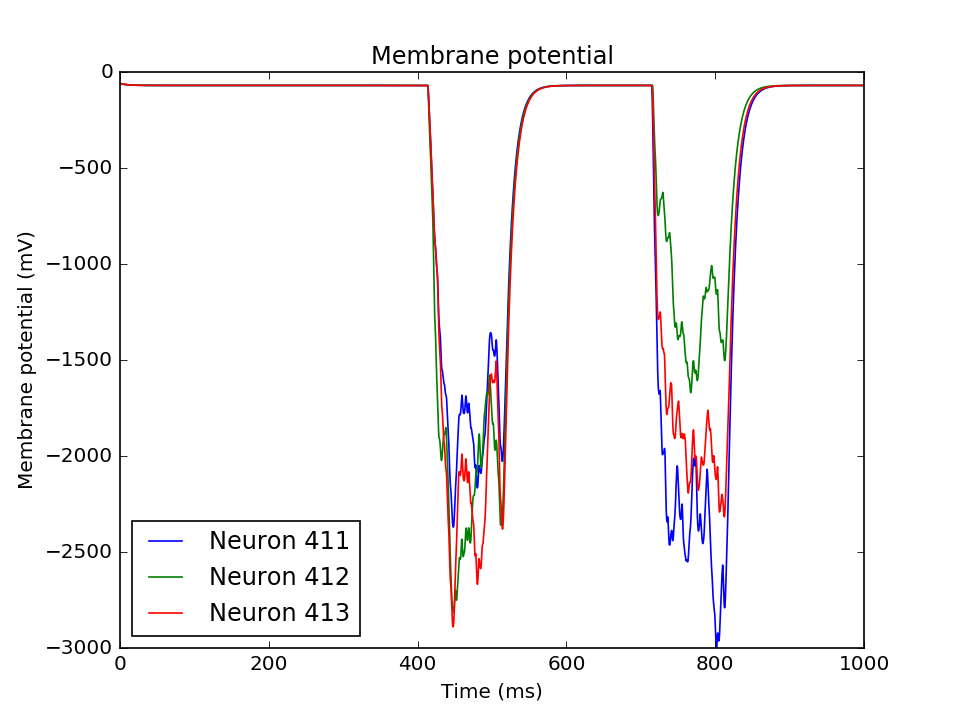 Membrane potential
0
−500
−1000
−1500
−2000
−2500
−3000
Membrane potential (mV)
Neuron 411
Neuron 412
Neuron 413
0 200 400 600 800 1000
Time (ms)